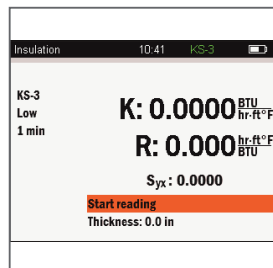 Insulation 10:41 KS-3
KS-3
Low
1 min
K: 0.0000 BTU
hr·ft°F
R: 0.000 hr·ft°F
BTU
Syx : 0.0000
Start reading
Thickness: 0.0 in